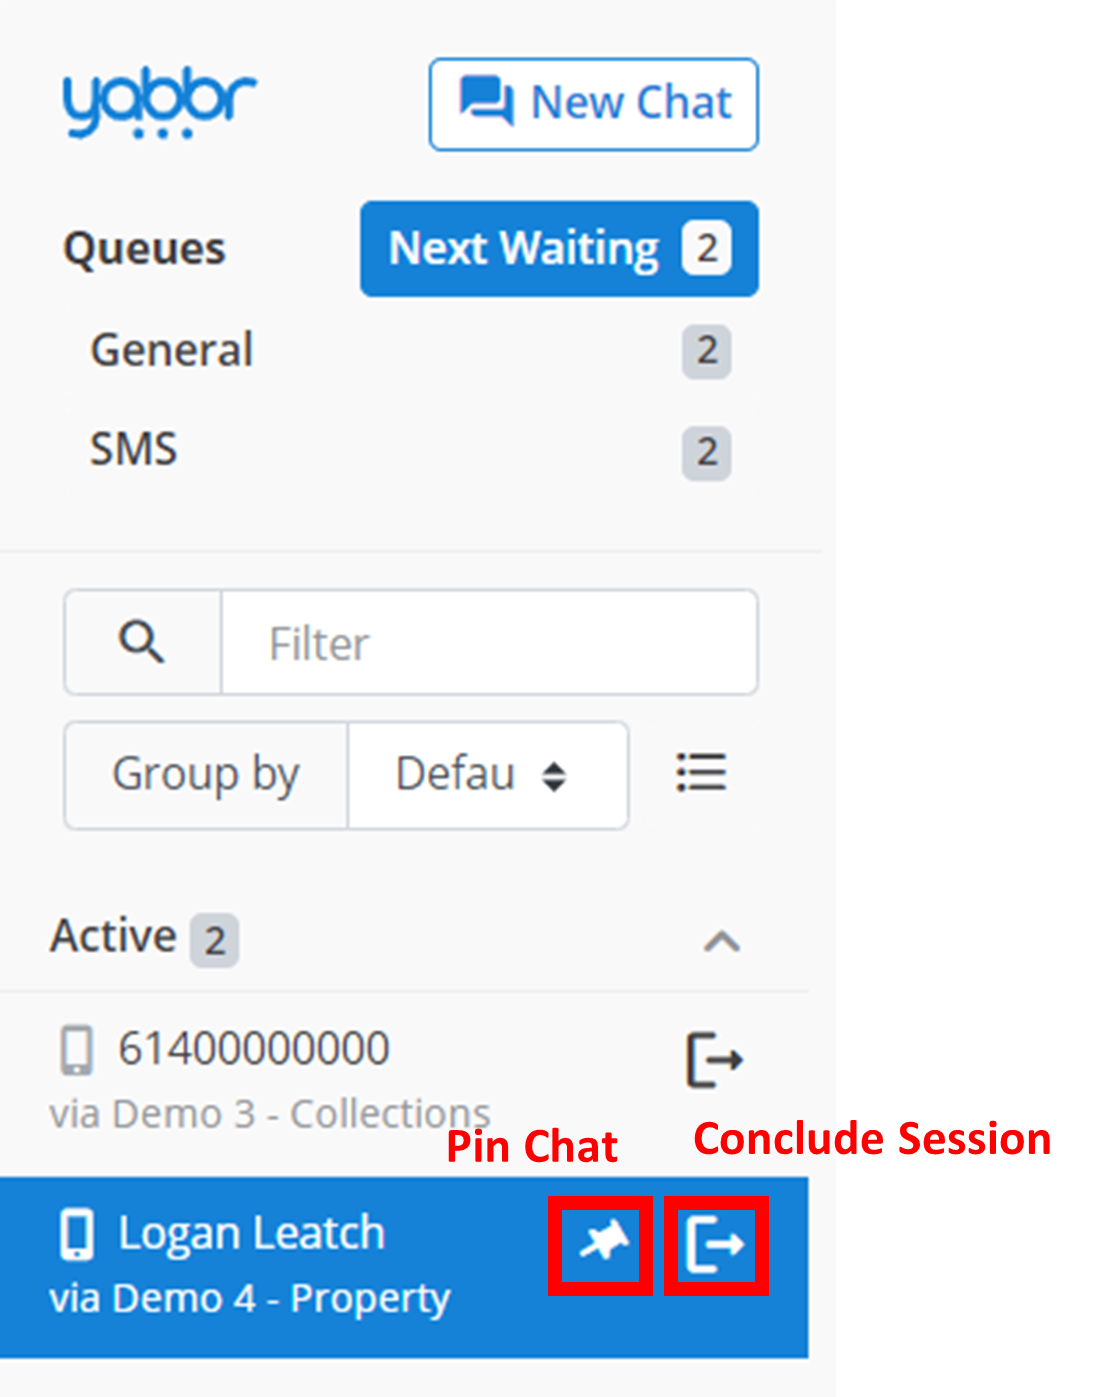 yabbr
New Chat
Queues
Next Waiting 2
General 2
SMS 2
Filter
Group by Defau
Active 2
61400000000
via Demo 3 - Collections
Pin Chat
Conclude Session
Logan Leatch
via Demo 4 - Property